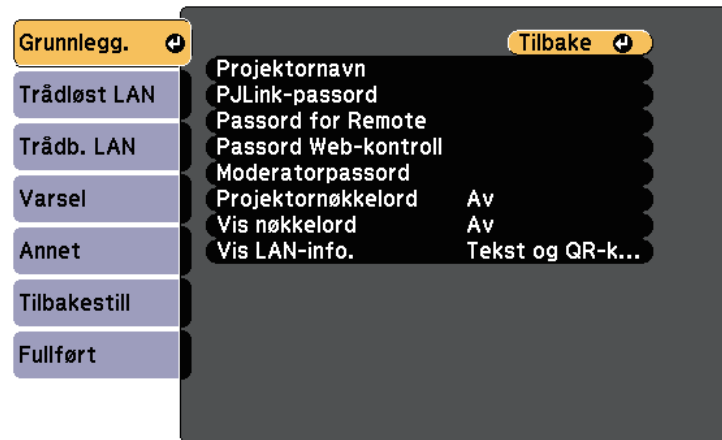 Grunnlegg.
Trådløst LAN
Trådb. LAN
Varsel
Annet
Tilbakestill
Fullført
Tilbake
Projektornavn
PJLink-passord
Passord for Remote
Passord Web-kontroll
Moderatorpassord
Projektornøkkelord Av
Vis nøkkelord Av
Vis LAN-info. Tekst og QR-k...